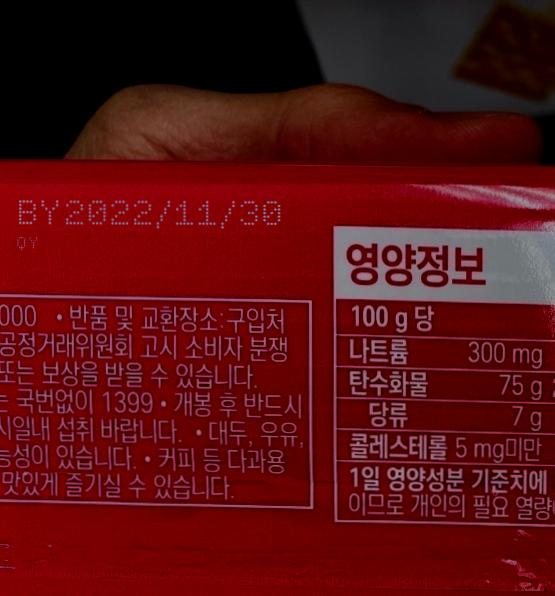 BY2022/11/30
QY
000 • 반품 및 교환장소:구입처
공정거래위원회 고시 소비자 분쟁
또는 보상을 받을 수 있습니다.
는 국번없이 1399 • 개봉 후 반드시
시일내 섭취 바랍니다. • 대두, 우유,
능성이 있습니다. • 커피 등 다과용
맛있게 즐기실 수 있습니다.
영양정보
100 g 당
나트륨 300 mg
탄수화물 75 g
당류 7 g
콜레스테롤 5 mg미만
1일 영양성분 기준치에
이므로 개인의 필요 열량